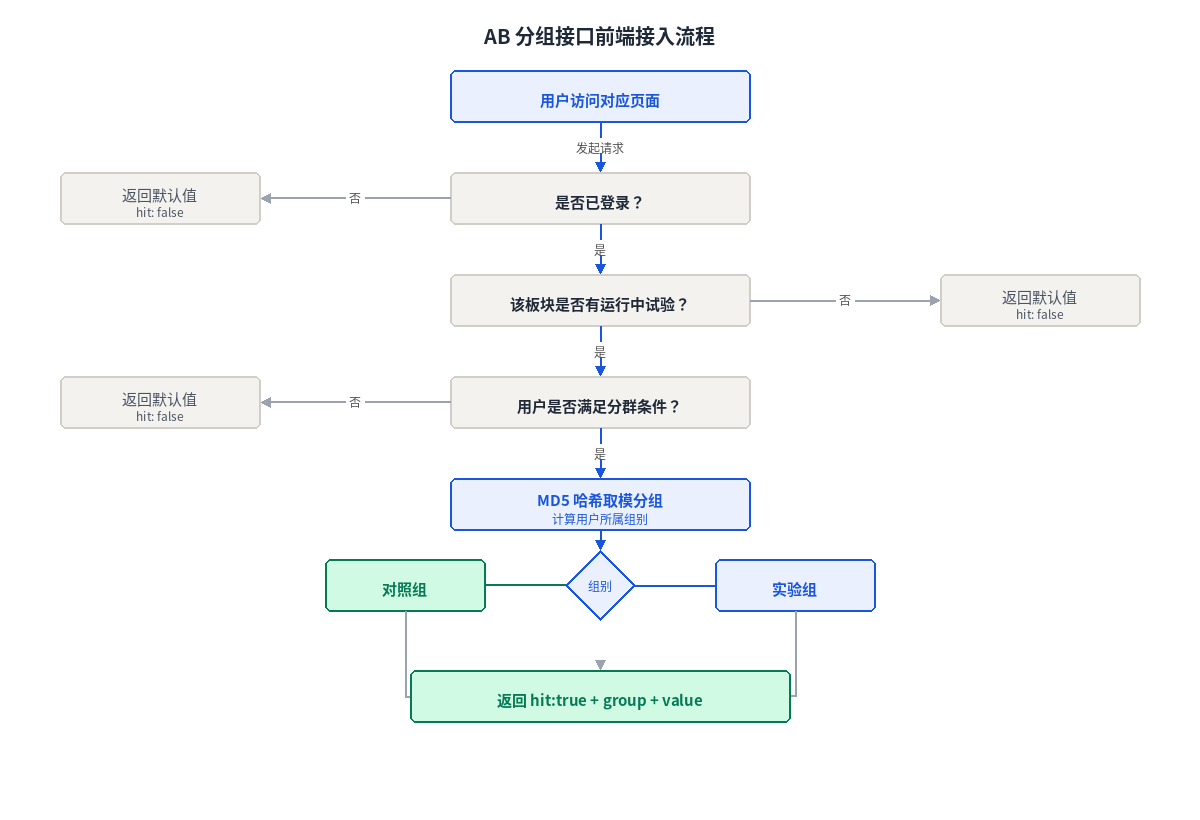 AB 分组接口前端接入流程
用户访问对应页面
发起请求
返回默认值
hit: false
否
是否已登录？
是
该板块是否有运行中试验？
否
返回默认值
hit: false
是
返回默认值
hit: false
否
用户是否满足分群条件？
是
MD5 哈希取模分组
计算用户所属组别
对照组
组别
实验组
返回 hit:true + group + value